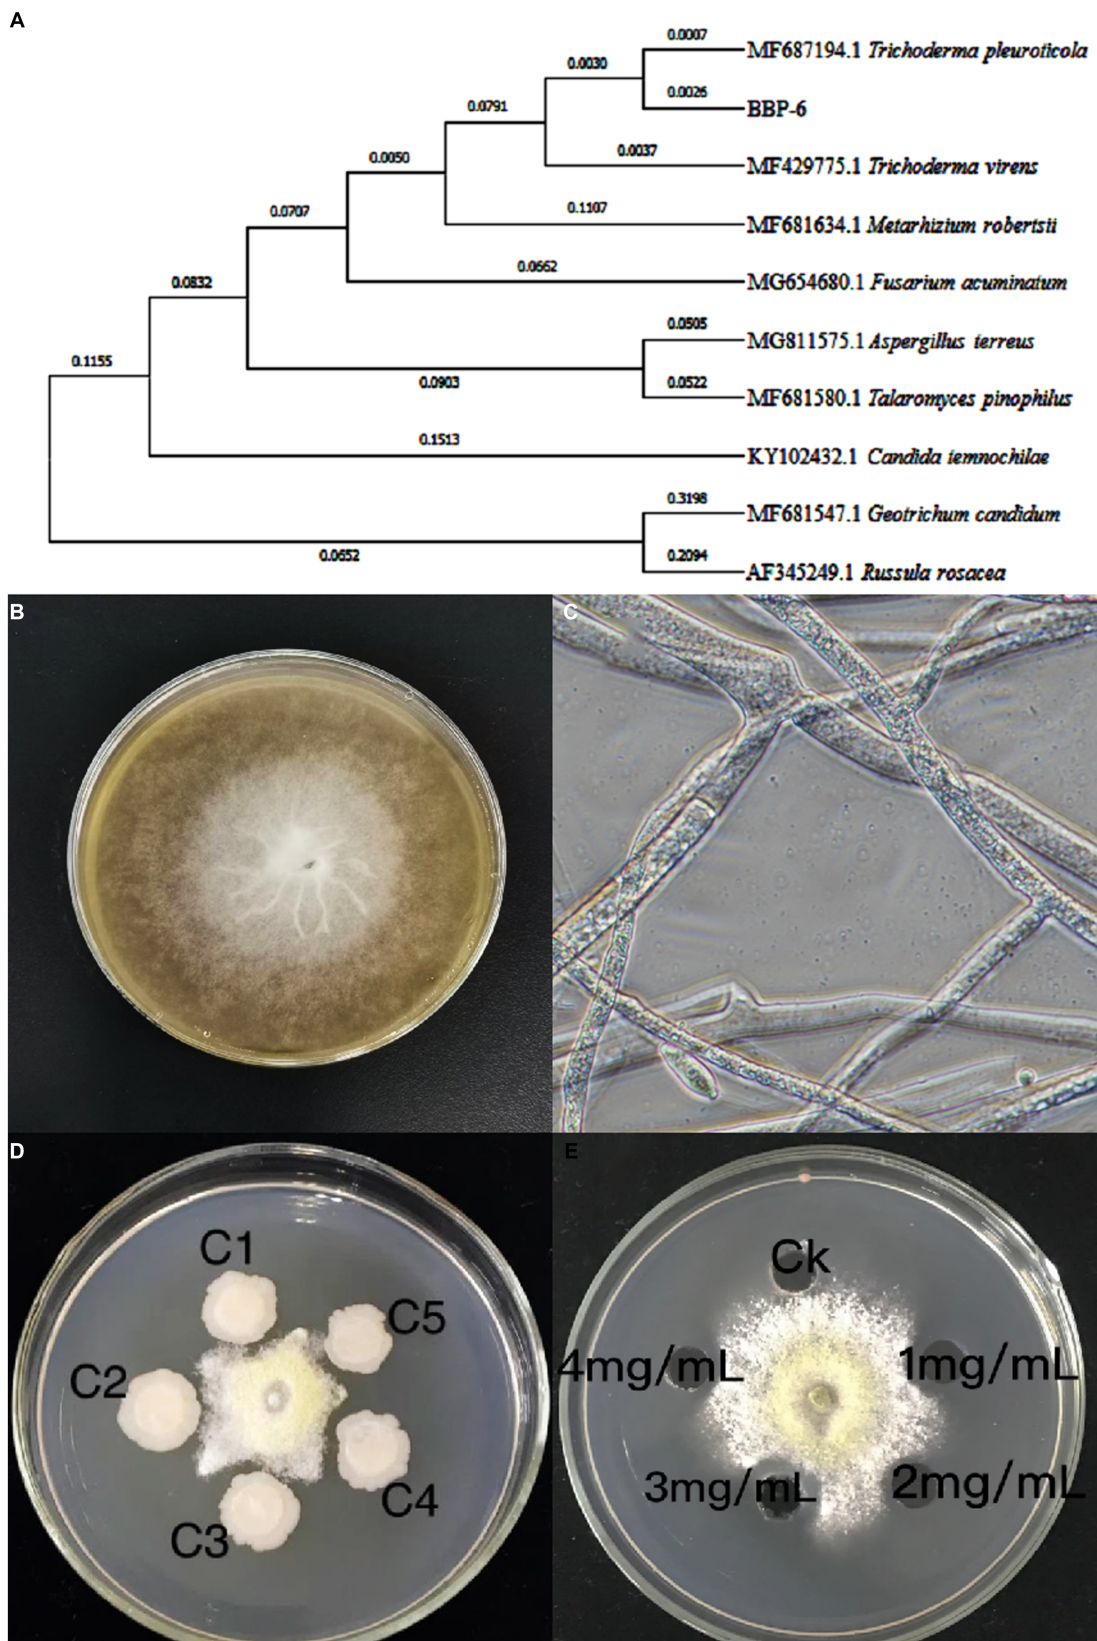 A
0.0007
MF687194.1 Trichoderma pleuroticola
0.0030
0.0026
BBP-6
0.0791
0.0037
MF429775.1 Trichoderma virens
0.0050
0.1107
MF681634.1 Metarhizium robertsii
0.0707
0.0662
MG654680.1 Fusarium acuminatum
0.0832
0.0505
MG811575.1 Aspergillus terreus
0.0903
0.0522
MF681580.1 Talaromyces pinophilus
0.1155
0.1513
KY102432.1 Candida temnochilae
0.3198
MF681547.1 Geotrichum candidum
0.0652
0.2094
AF345249.1 Russula rosacea
B
C
D
C1
C5
C2
C4
C3
E
Ck
4mg/mL
1mg/mL
3mg/mL
2mg/mL